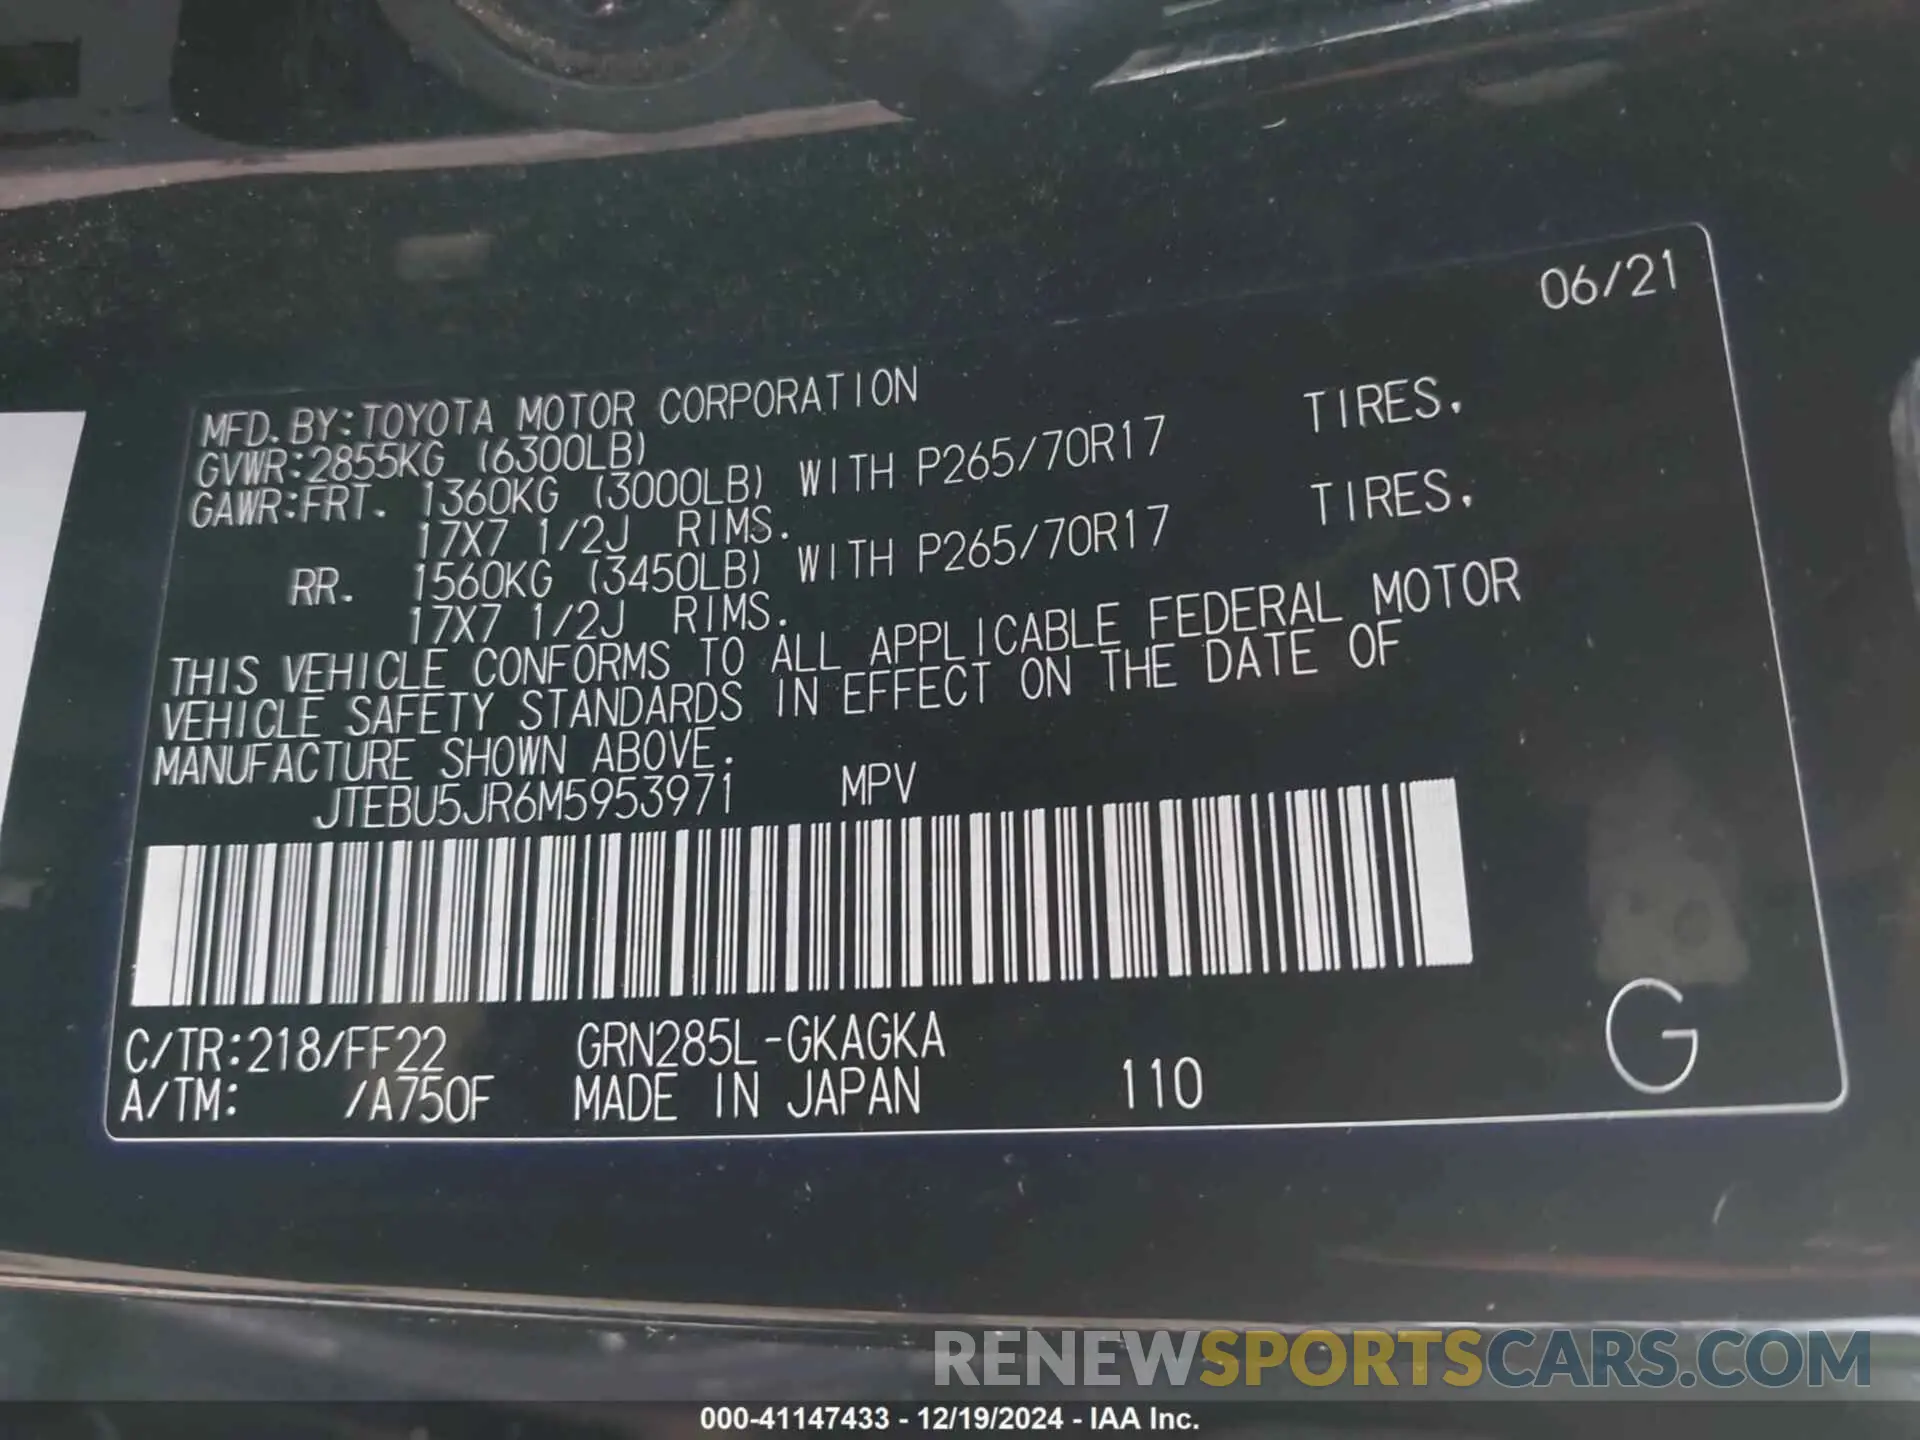 06/21
MFD.BY:TOYOTA MOTOR CORPORATION
GVWR:2855KG (6300LB)
GAWR:FRT. 1360KG (3000LB) WITH P265/70R17 TIRES.
17X7 1/2J RIMS.
RR. 1560KG (3450LB) WITH P265/70R17 TIRES.
17X7 1/2J RIMS.
THIS VEHICLE CONFORMS TO ALL APPLICABLE FEDERAL MOTOR
VEHICLE SAFETY STANDARDS IN EFFECT ON THE DATE OF
MANUFACTURE SHOWN ABOVE.
JTEBU5JR6M5953971 MPV
C/TR:218/FF22 GRN285L-GKAGKA
A/TM: /A750F MADE IN JAPAN 110
G
RENEWSPORTSCARS.COM
000-41147433 - 12/19/2024 - IAA Inc.